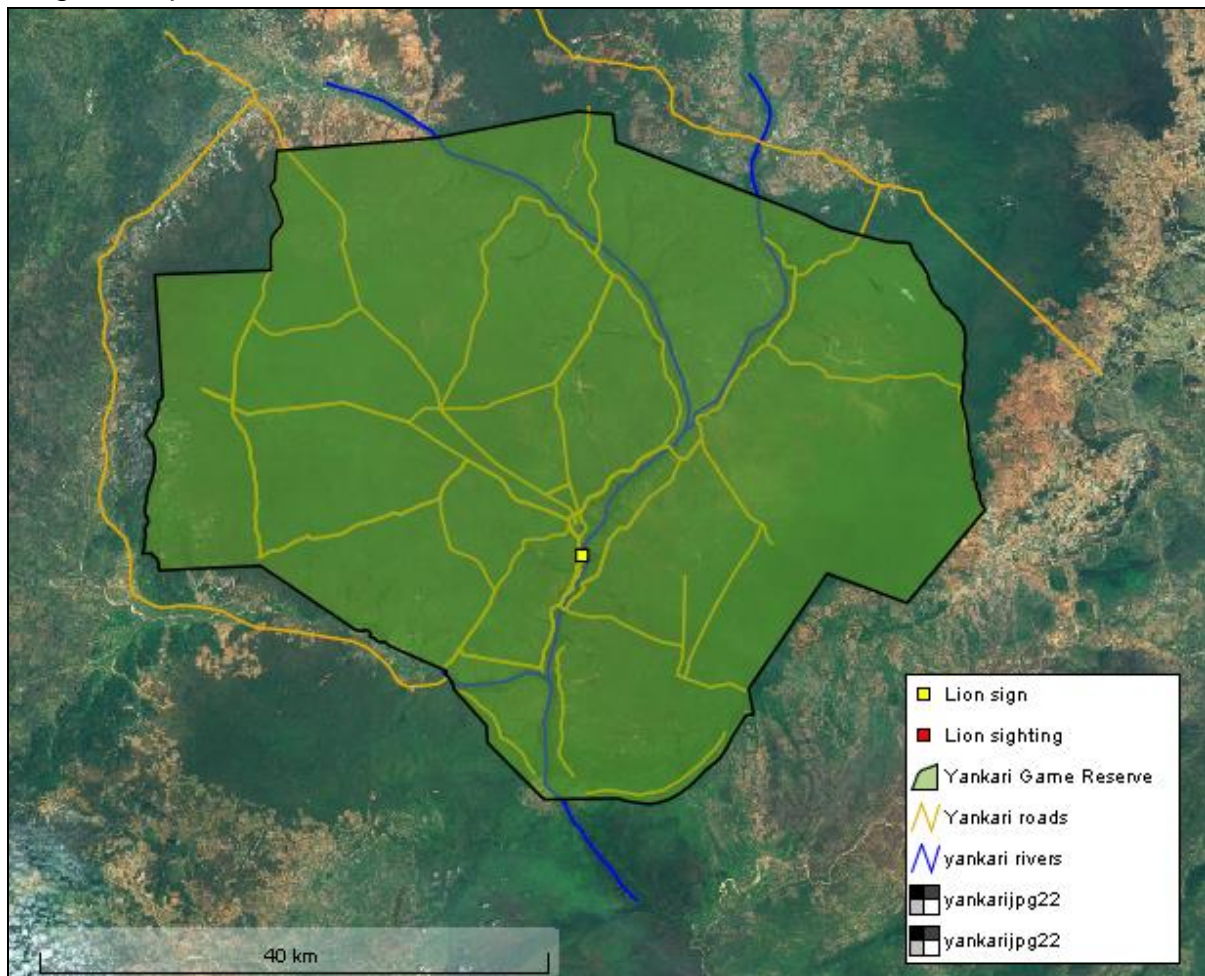 Lion sign
Lion sighting
Yankari Game Reserve
Yankari roads
yankari rivers
yankarijpg22
yankarijpg22
40 km